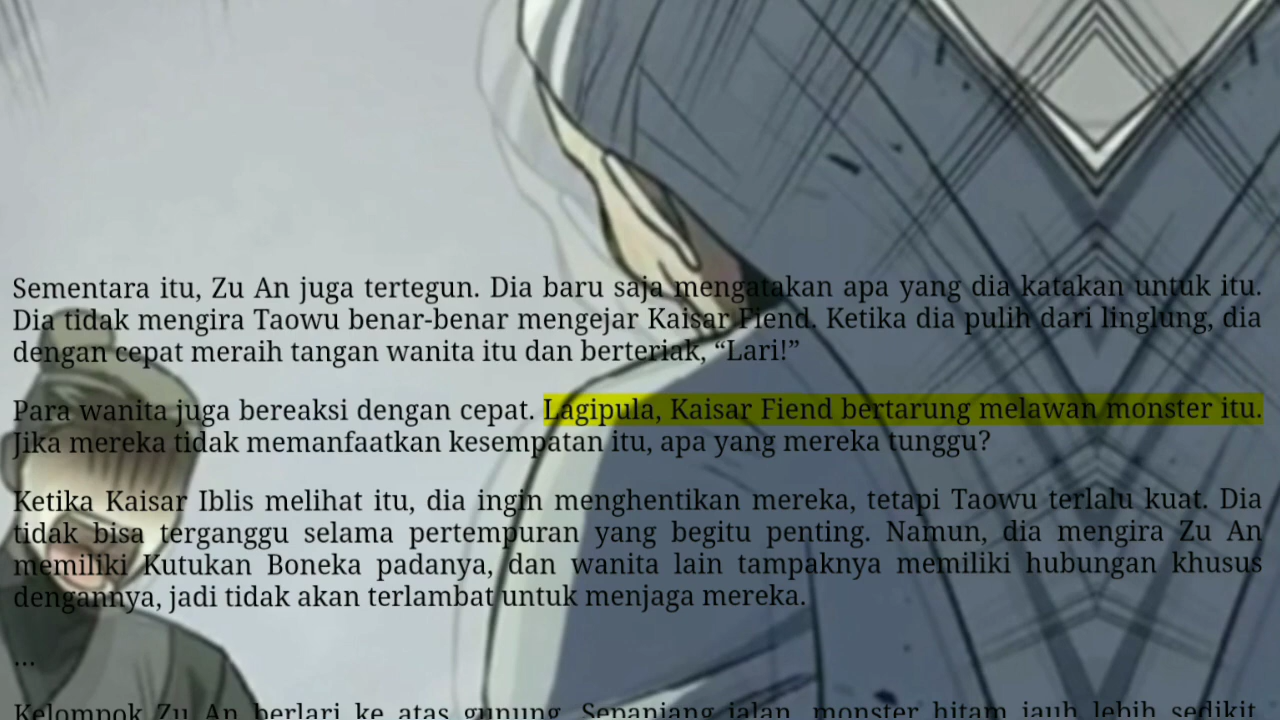 Sementara itu, Zu An juga tertegun. Dia baru saja mengatakan apa yang dia katakan untuk itu.
Dia tidak mengira Taowu benar-benar mengejar Kaisar Fiend. Ketika dia pulih dari linglung, dia
dengan cepat meraih tangan wanita itu dan berteriak, “Lari!”
Para wanita juga bereaksi dengan cepat. Lagipula, Kaisar Fiend bertarung melawan monster itu.
Jika mereka tidak memanfaatkan kesempatan itu, apa yang mereka tunggu?
Ketika Kaisar Iblis melihat itu, dia ingin menghentikan mereka, tetapi Taowu terlalu kuat. Dia
tidak bisa terganggu selama pertempuran yang begitu penting. Namun, dia mengira Zu An
memiliki Kutukan Boneka padanya, dan wanita lain tampaknya memiliki hubungan khusus
dengannya, jadi tidak akan terlambat untuk menjaga mereka.
...
Kelompok Zu An berlari ke atas gunung. Sepanjang jalan, monster hitam jauh lebih sedikit,